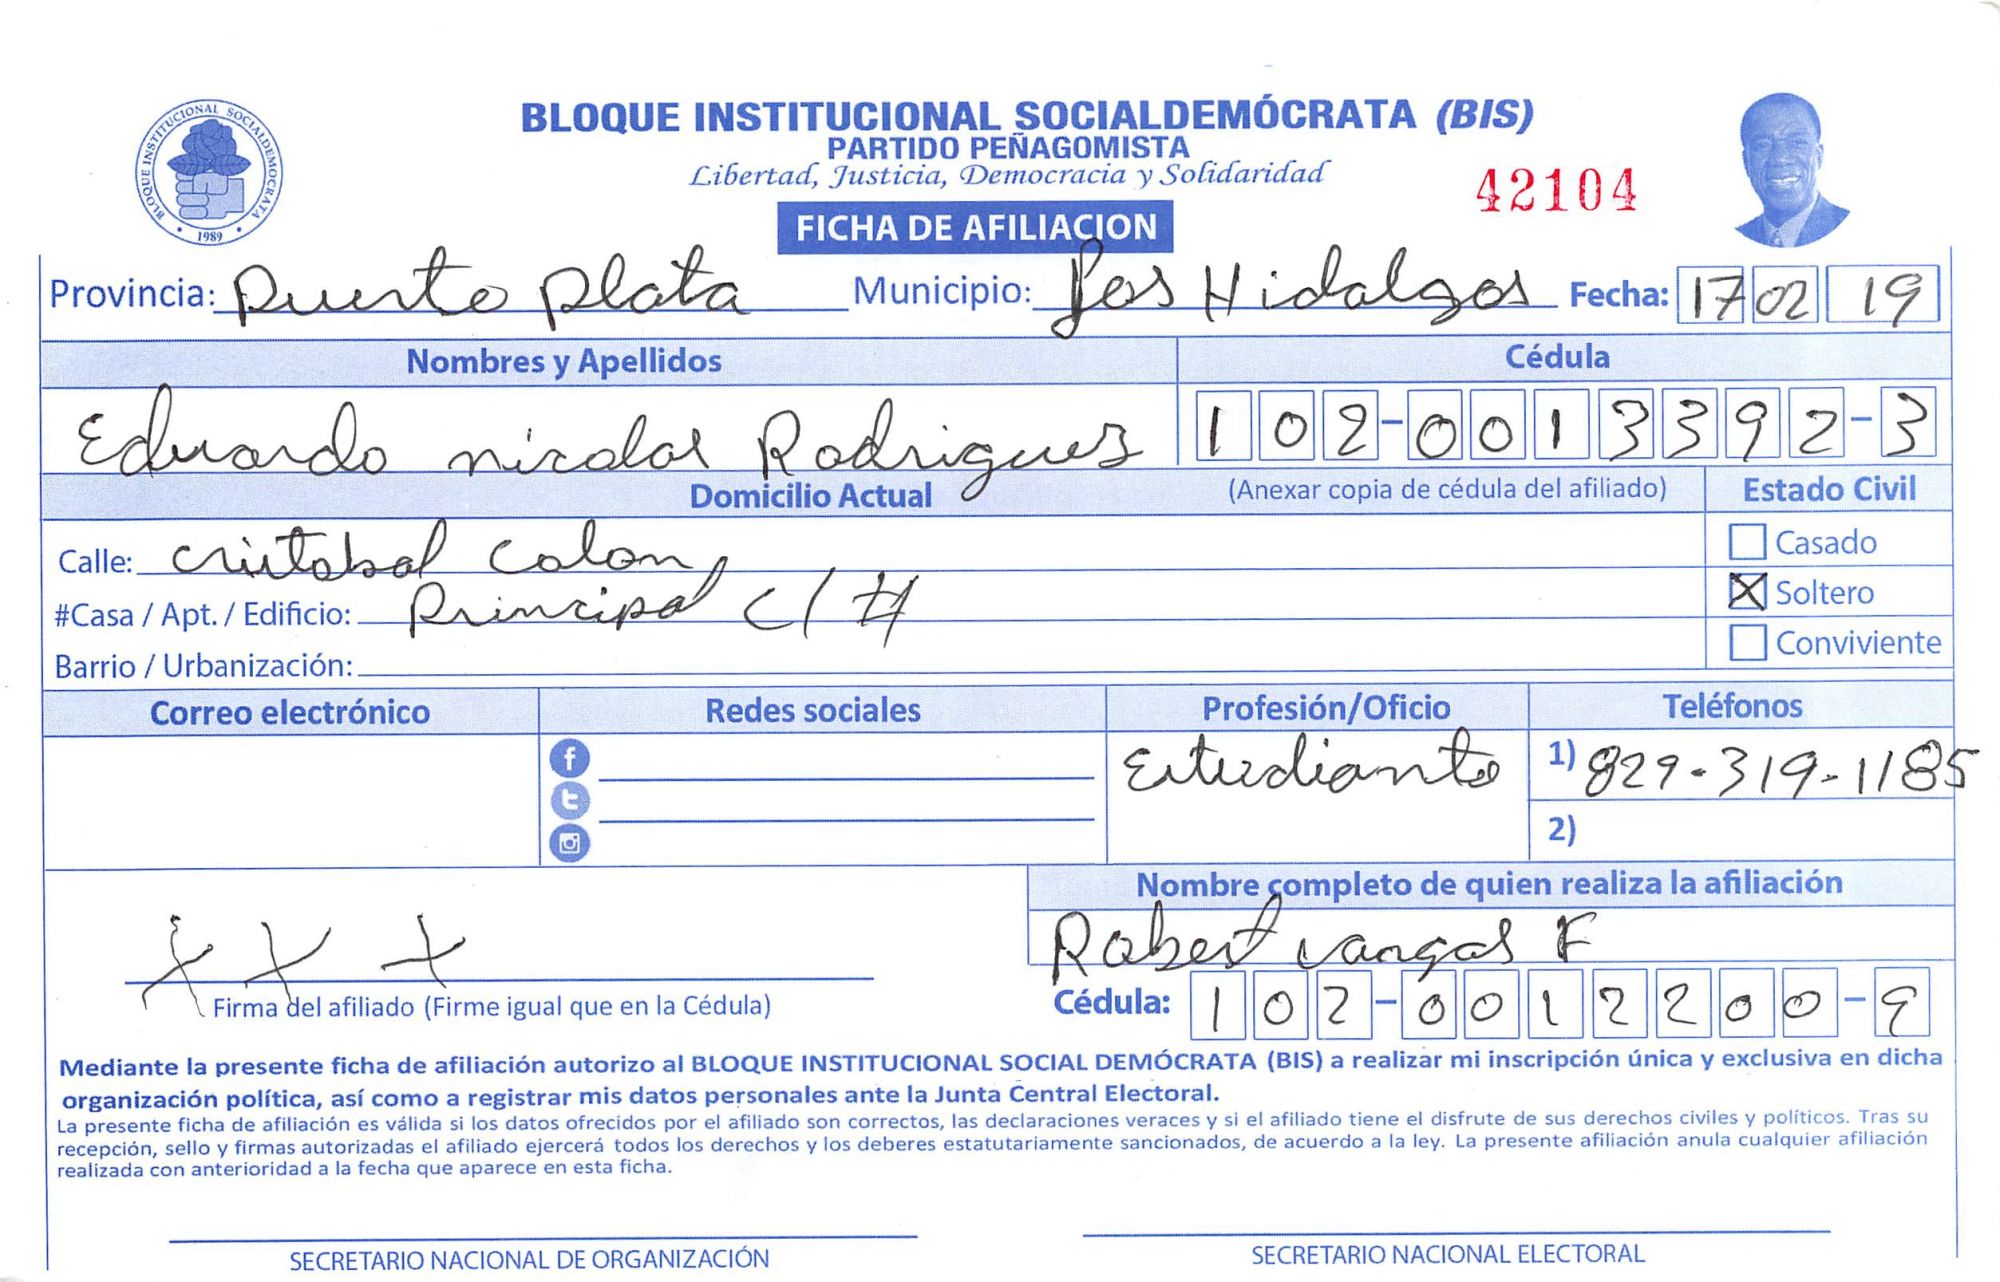 BLOQUE INSTITUCIONAL SOCIALDEMOCRATA
1989
BLOQUE INSTITUCIONAL SOCIALDEMÓCRATA (BIS)
PARTIDO PEÑAGOMISTA
Libertad, Justicia, Democracia y Solidaridad
42104
FICHA DE AFILIACION
Provincia: Puerto Plata Municipio: Los Hidalgos Fecha: 17 02 19
Nombres y Apellidos Cédula
Eduardo nicolas Rodriguez 102-0013392-3
Domicilio Actual (Anexar copia de cédula del afiliado) Estado Civil
Calle: Cristobal Colon Casado
#Casa / Apt. / Edificio: Principal c/ # X Soltero
Barrio / Urbanización: Conviviente
Correo electrónico Redes sociales Profesión/Oficio Teléfonos
Estudiante 1) 829-319-1185
2)
Nombre completo de quien realiza la afiliación
X X X Robert vargas F
Firma del afiliado (Firme igual que en la Cédula) Cédula: 102-0012200-9
Mediante la presente ficha de afiliación autorizo al BLOQUE INSTITUCIONAL SOCIAL DEMÓCRATA (BIS) a realizar mi inscripción única y exclusiva en dicha
organización política, así como a registrar mis datos personales ante la Junta Central Electoral.
La presente ficha de afiliación es válida si los datos ofrecidos por el afiliado son correctos, las declaraciones veraces y si el afiliado tiene el disfrute de sus derechos civiles y políticos. Tras su
recepción, sello y firmas autorizadas el afiliado ejercerá todos los derechos y los deberes estatutariamente sancionados, de acuerdo a la ley. La presente afiliación anula cualquier afiliación
realizada con anterioridad a la fecha que aparece en esta ficha.
SECRETARIO NACIONAL DE ORGANIZACIÓN SECRETARIO NACIONAL ELECTORAL